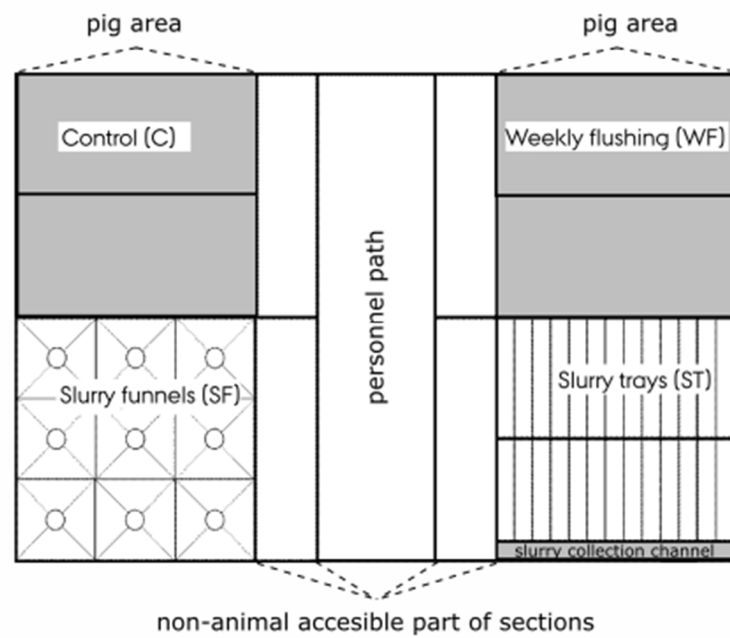 pig area
pig area
Control (C)
Weekly flushing (WF)
personnel path
Slurry funnels (SF)
Slurry trays (ST)
slurry collection channel
non-animal accesible part of sections